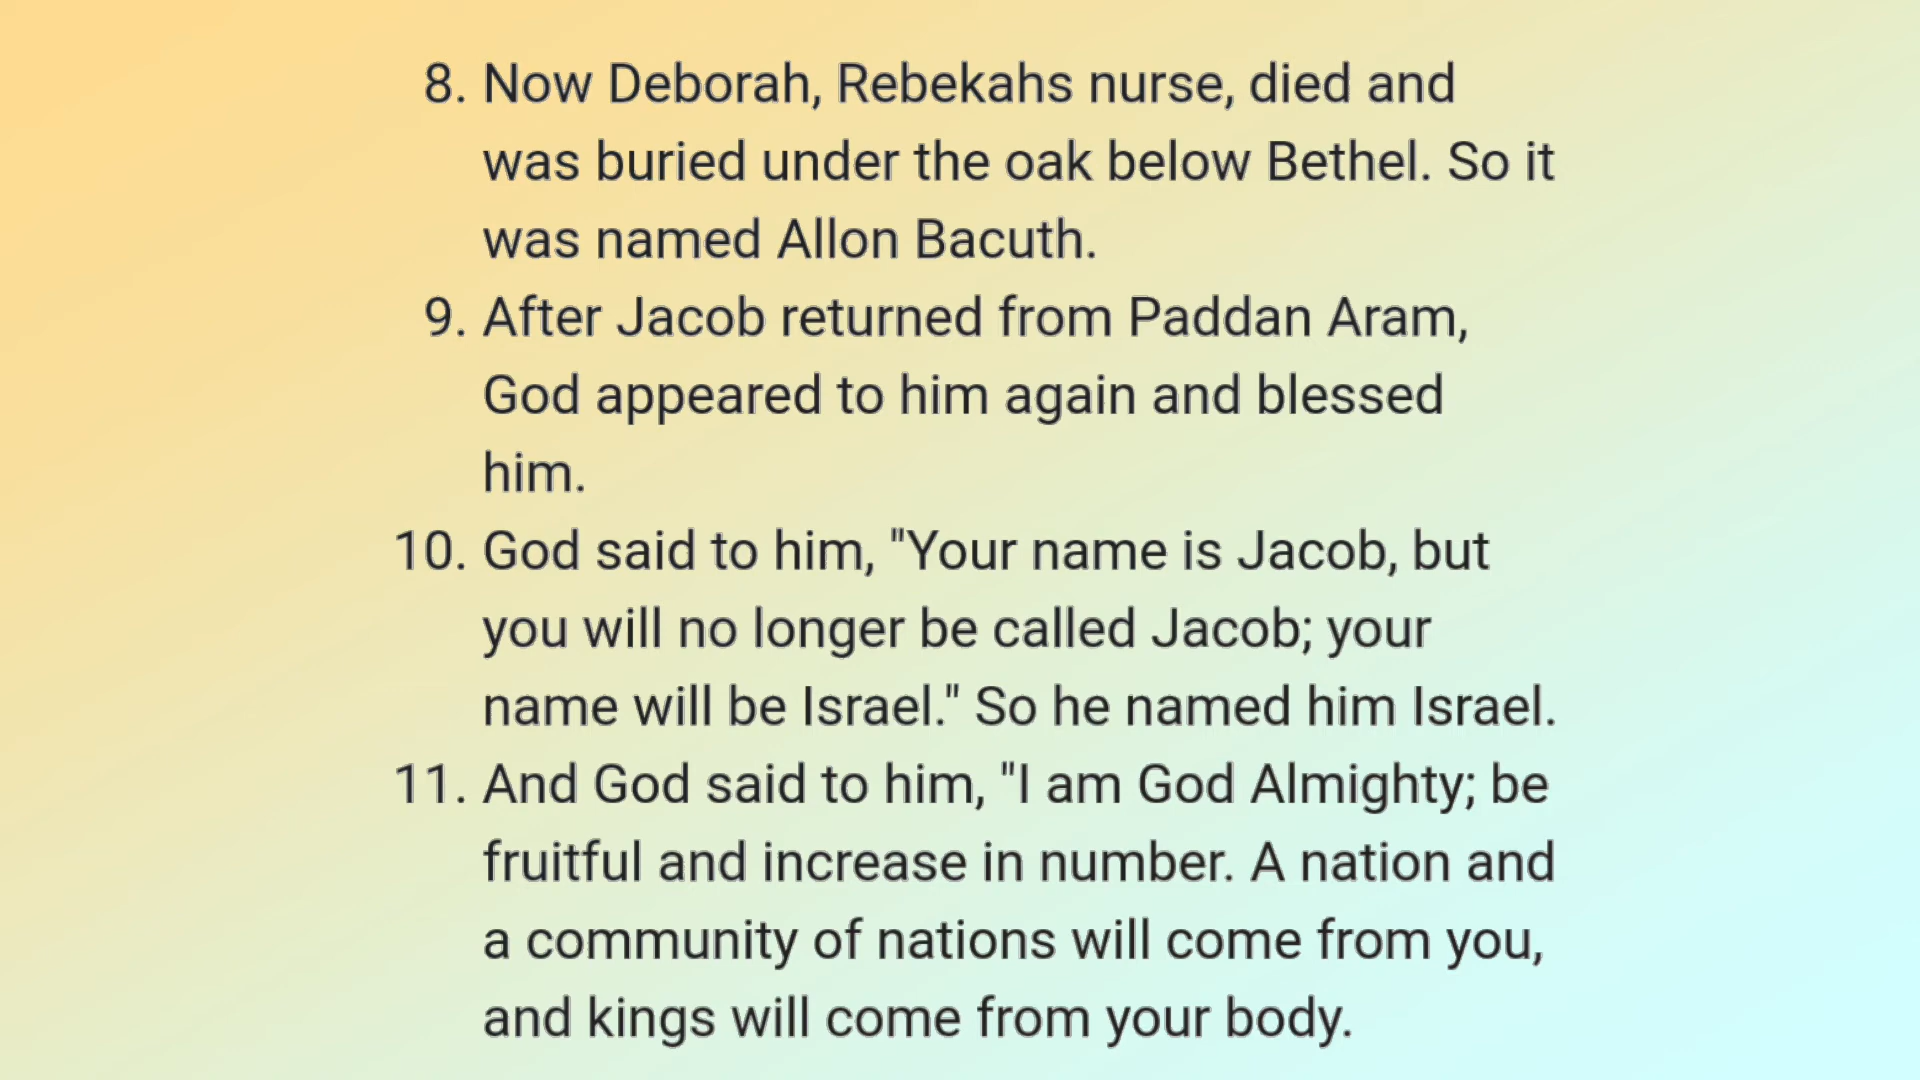 8. Now Deborah, Rebekahs nurse, died and
was buried under the oak below Bethel. So it
was named Allon Bacuth.
9. After Jacob returned from Paddan Aram,
God appeared to him again and blessed
him.
10. God said to him, "Your name is Jacob, but
you will no longer be called Jacob; your
name will be Israel." So he named him Israel.
11. And God said to him, "I am God Almighty; be
fruitful and increase in number. A nation and
a community of nations will come from you,
and kings will come from your body.